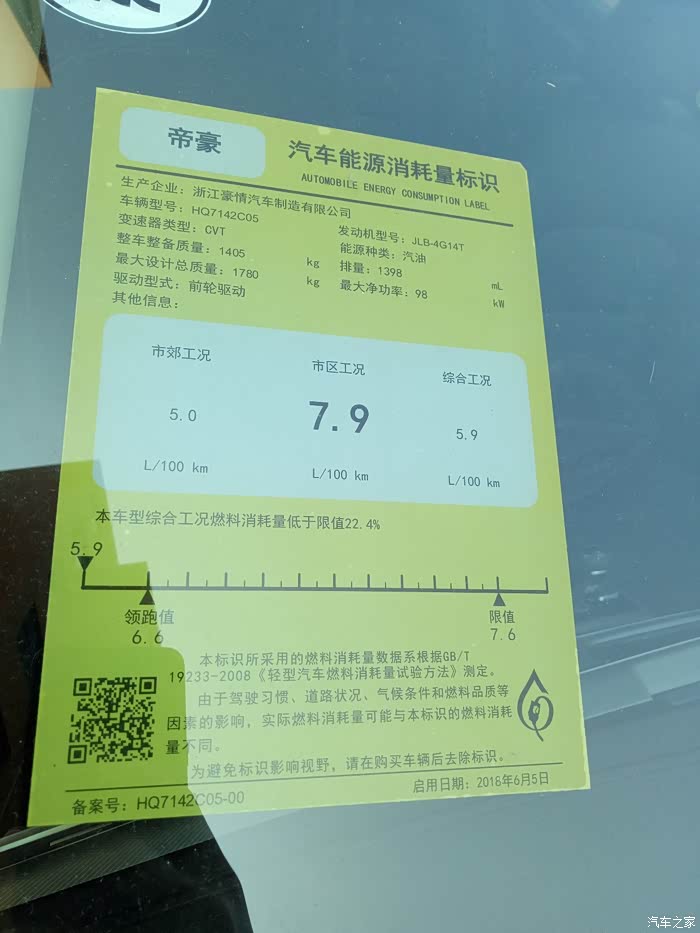 帝豪
汽车能源消耗量标识
AUTOMOBILE ENERGY CONSUMPTION LABEL
生产企业：浙江豪情汽车制造有限公司
车辆型号：HQ7142C05
发动机型号：JLB-4G14T
变速器类型：CVT
能源种类：汽油
整车整备质量：1405 kg
排量：1398 mL
最大设计总质量：1780 kg
最大净功率：98 kW
驱动型式：前轮驱动
其他信息：
市郊工况 市区工况 综合工况
5.0 7.9 5.9
L/100 km L/100 km L/100 km
本车型综合工况燃料消耗量低于限值22.4%
5.9
领跑值 限值
6.6 7.6
本标识所采用的燃料消耗量数据系根据GB/T
19233-2008《轻型汽车燃料消耗量试验方法》测定。
由于驾驶习惯、道路状况、气候条件和燃料品质等
因素的影响，实际燃料消耗量可能与本标识的燃料消耗
量不同。
为避免标识影响视野，请在购买车辆后去除标识。
备案号：HQ7142C05-00
启用日期：2018年6月5日
汽车之家